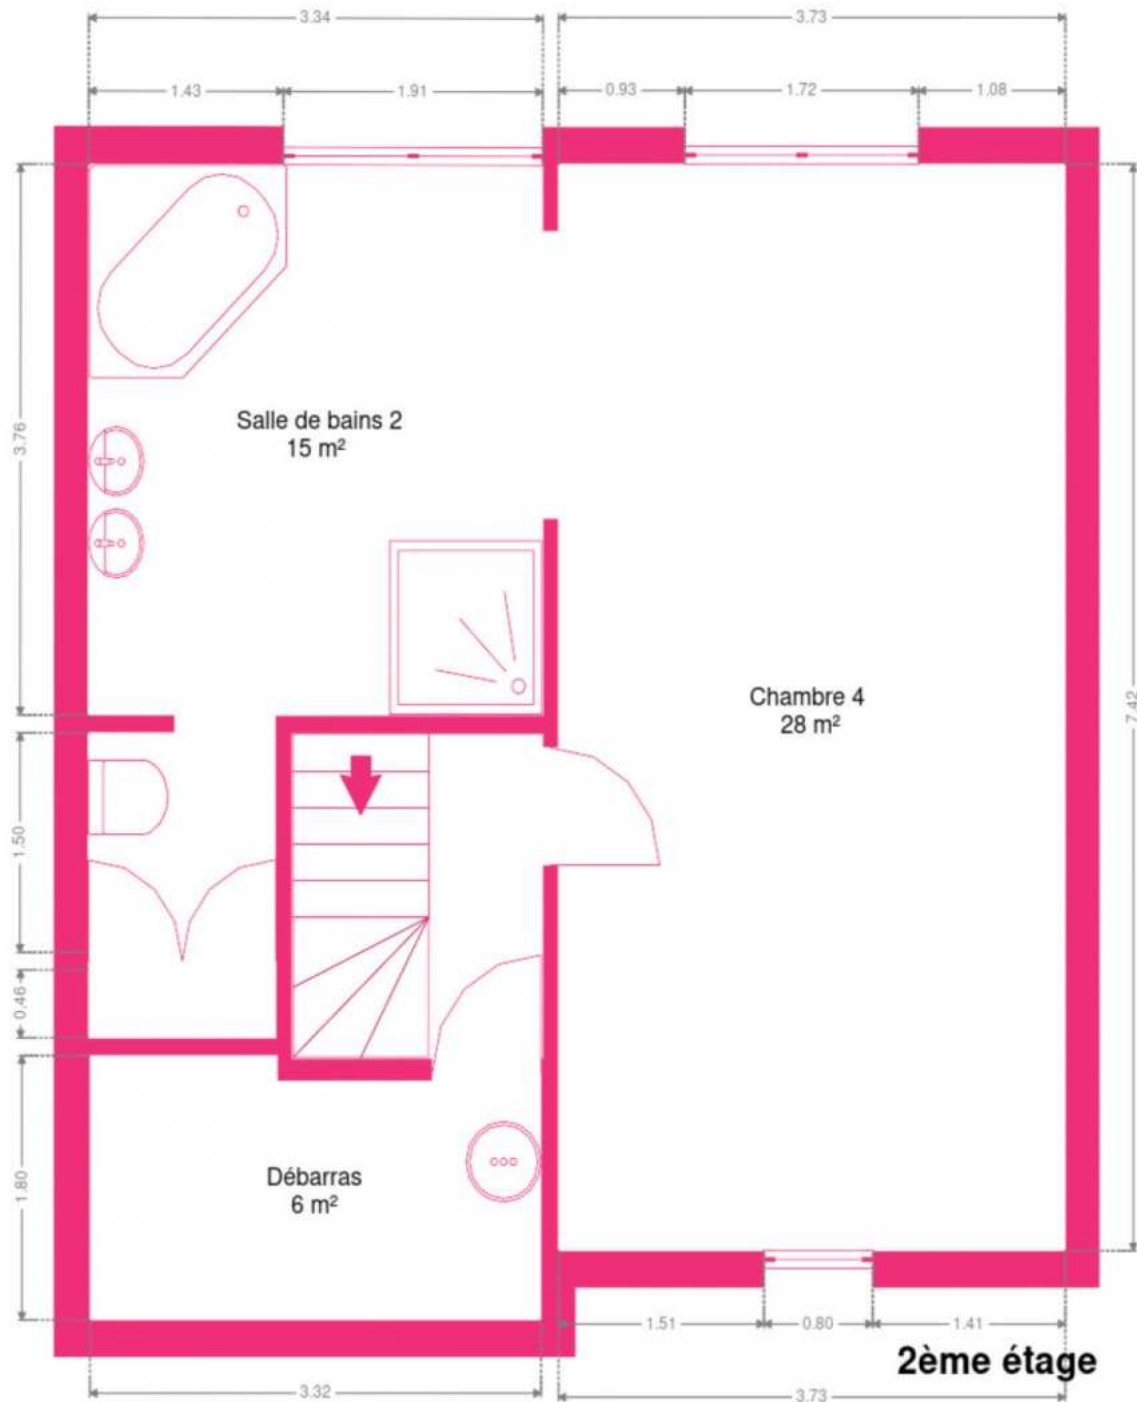 3.34
3.73
1.43
1.91
0.93
1.72
1.08
3.76
Salle de bains 2
15 m²
Chambre 4
28 m²
7.42
1.50
0.46
1.80
Débarras
6 m²
1.51
0.80
1.41
2ème étage
3.32
3.73